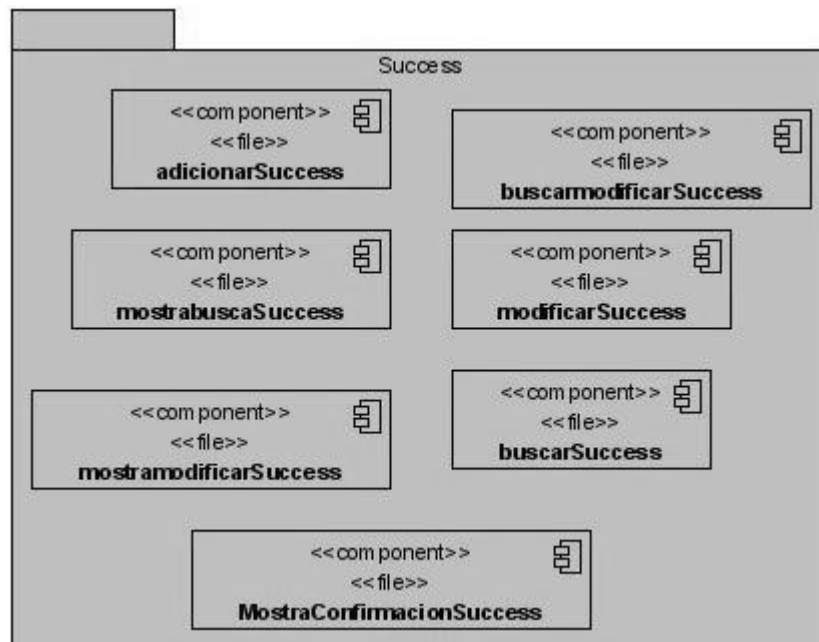 Success
<<component>>
<<file>>
adicionarSuccess
<<component>>
<<file>>
buscarmodificarSuccess
<<component>>
<<file>>
mostrabuscaSuccess
<<component>>
<<file>>
modificarSuccess
<<component>>
<<file>>
mostramodificarSuccess
<<component>>
<<file>>
buscarSuccess
<<component>>
<<file>>
MostraConfirmacionSuccess